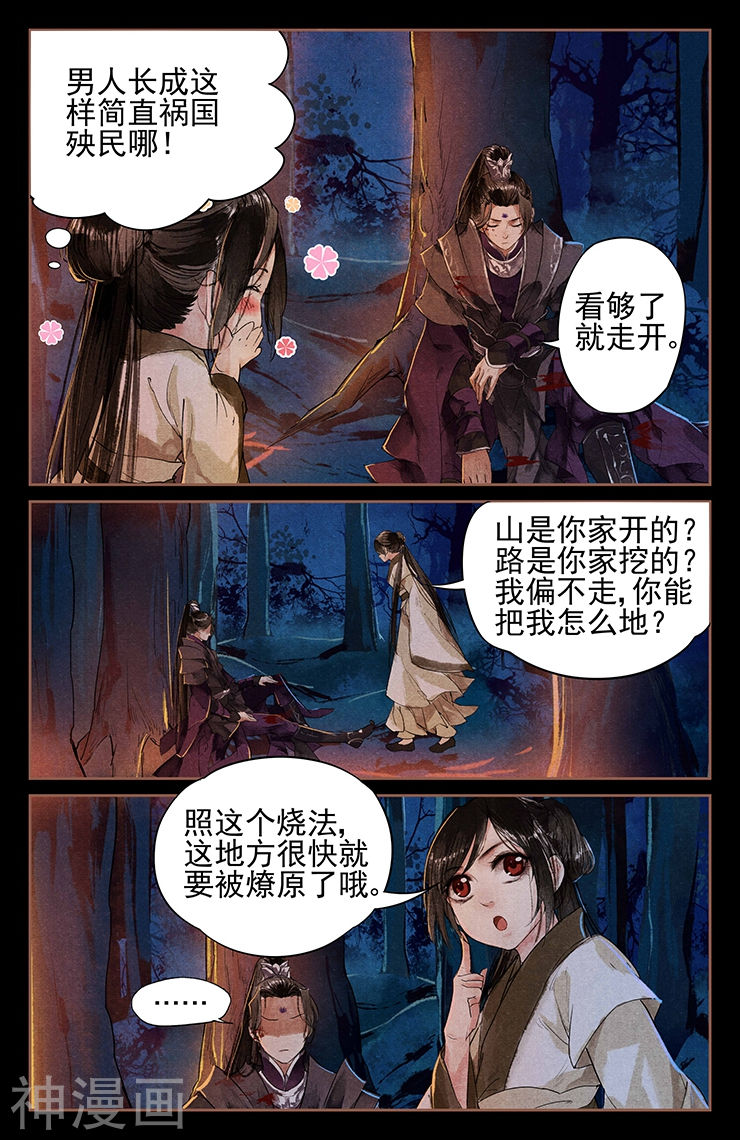 男人长成这
样简直祸国
殃民哪！
看够了
就走开。
山是你家开的？
路是你家挖的？
我偏不走，你能
把我怎么地？
照这个烧法，
这地方很快就
要被燎原了哦。
……
神漫画